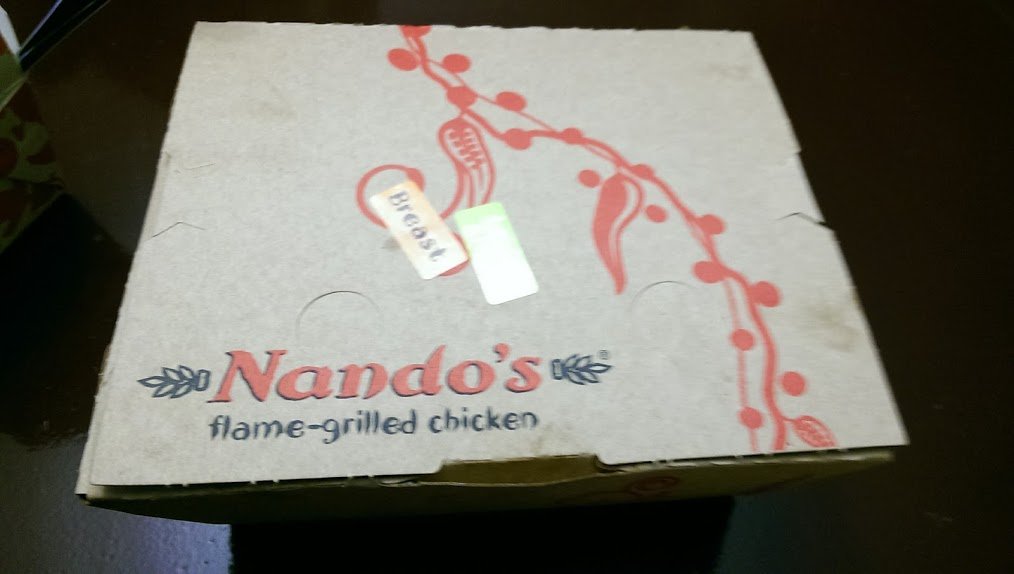 Breast
Nando's®
flame-grilled chicken